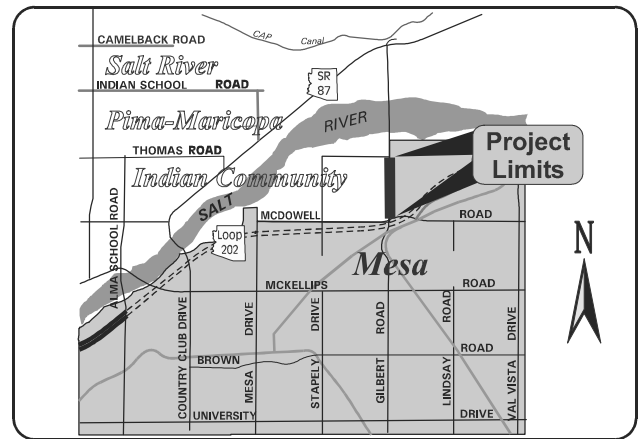 CAMELBACK ROAD
CAP Canal
Salt River
INDIAN SCHOOL ROAD
SR
87
Pima-Maricopa
RIVER
THOMAS ROAD
Project
Limits
Indian Community
SALT
MCDOWELL ROAD
Loop
202
ALMA SCHOOL ROAD
N
Mesa
MCKELLIPS ROAD
COUNTRY CLUB DRIVE
MESA DRIVE
STAPELY DRIVE
GILBERT ROAD
LINDSAY ROAD
VAL VISTA DRIVE
BROWN ROAD
UNIVERSITY DRIVE